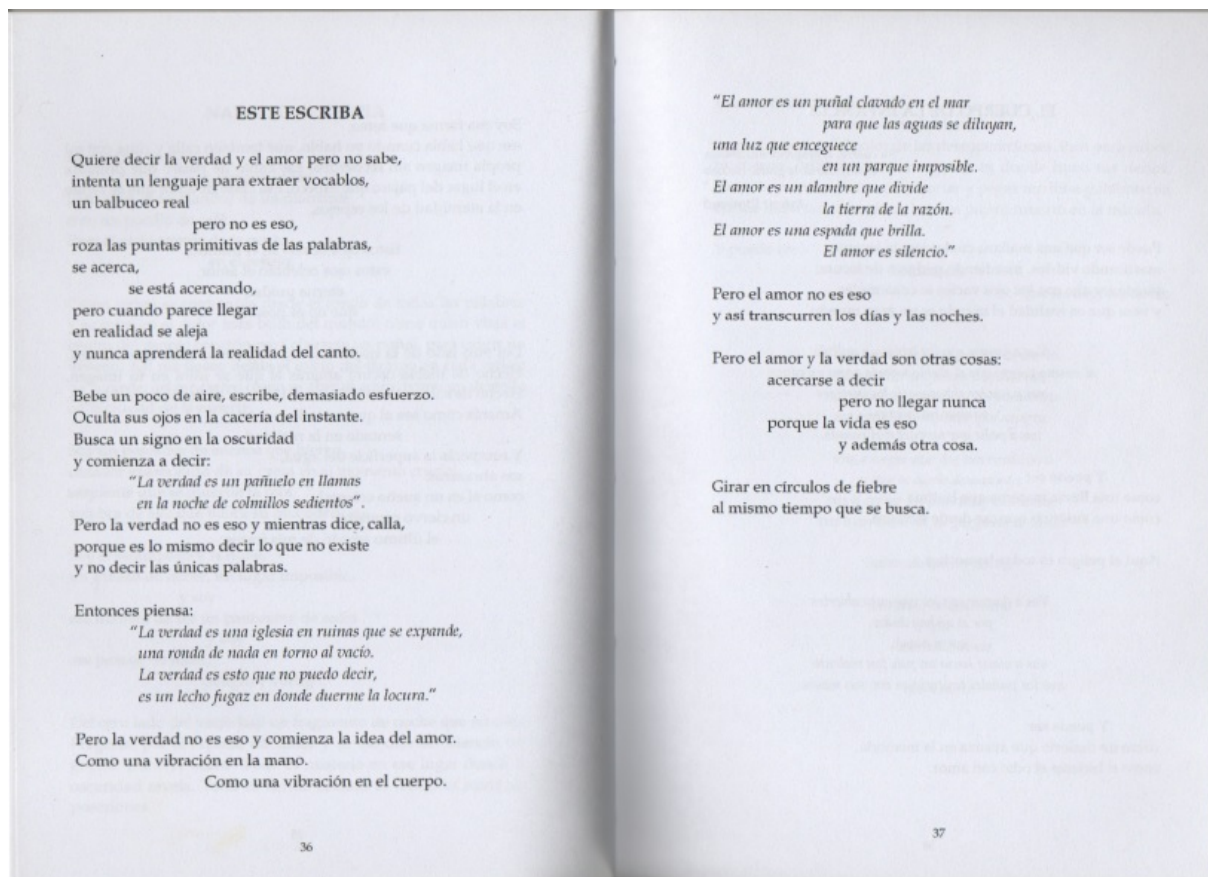 ESTE ESCRIBA
Quiere decir la verdad y el amor pero no sabe,
intenta un lenguaje para extraer vocablos,
un balbuceo real
pero no es eso,
roza las puntas primitivas de las palabras,
se acerca,
se está acercando,
pero cuando parece llegar
en realidad se aleja
y nunca aprenderá la realidad del canto.
Bebe un poco de aire, escribe, demasiado esfuerzo.
Oculta sus ojos en la cacería del instante.
Busca un signo en la oscuridad
y comienza a decir:
"La verdad es un pañuelo en llamas
en la noche de colmillos sedientos".
Pero la verdad no es eso y mientras dice, calla,
porque es lo mismo decir lo que no existe
y no decir las únicas palabras.
Entonces piensa:
"La verdad es una iglesia en ruinas que se expande,
una ronda de nada en torno al vacío.
La verdad es esto que no puedo decir,
es un lecho fugaz en donde duerme la locura."
Pero la verdad no es eso y comienza la idea del amor.
Como una vibración en la mano.
Como una vibración en el cuerpo.
36
"El amor es un puñal clavado en el mar
para que las aguas se diluyan,
una luz que enceguece
en un parque imposible.
El amor es un alambre que divide
la tierra de la razón.
El amor es una espada que brilla.
El amor es silencio."
Pero el amor no es eso
y así transcurren los días y las noches.
Pero el amor y la verdad son otras cosas:
acercarse a decir
pero no llegar nunca
porque la vida es eso
y además otra cosa.
Girar en círculos de fiebre
al mismo tiempo que se busca.
37